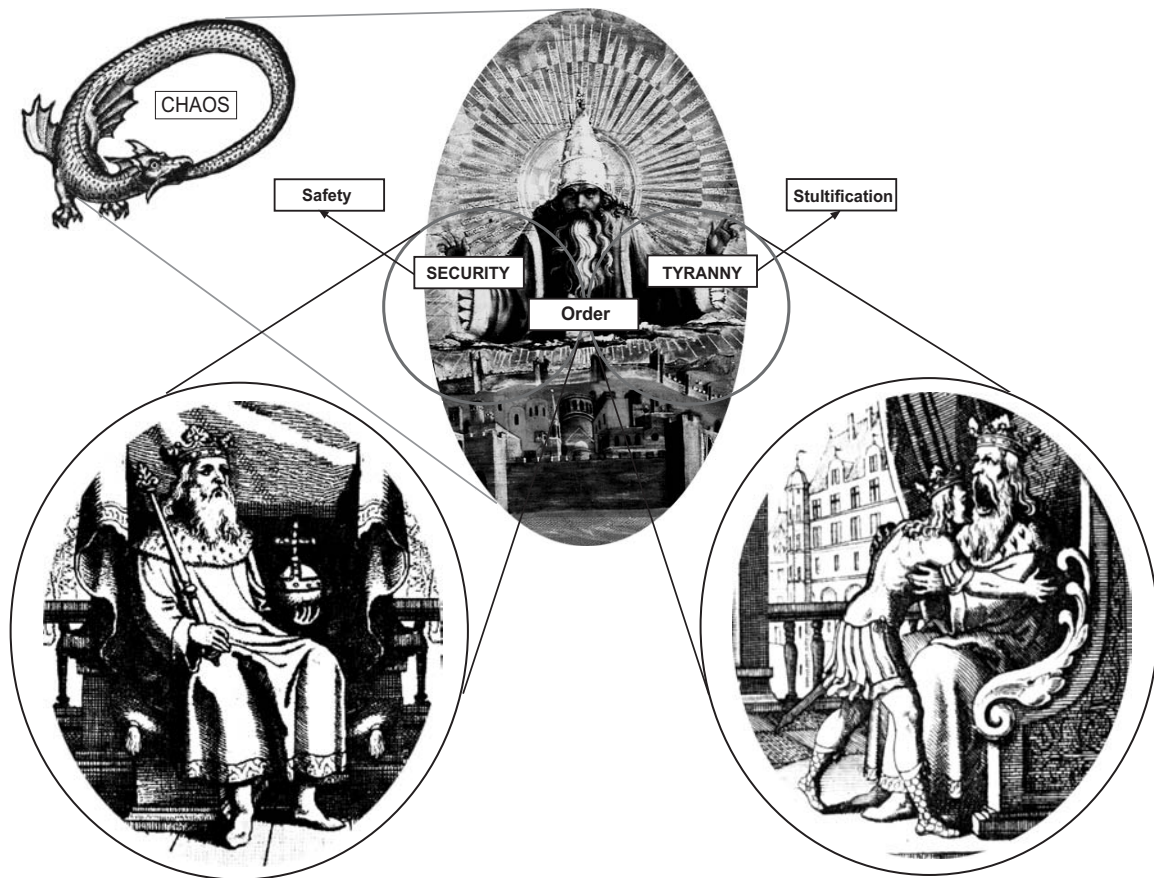 CHAOS
Safety
Stultification
SECURITY
TYRANNY
Order